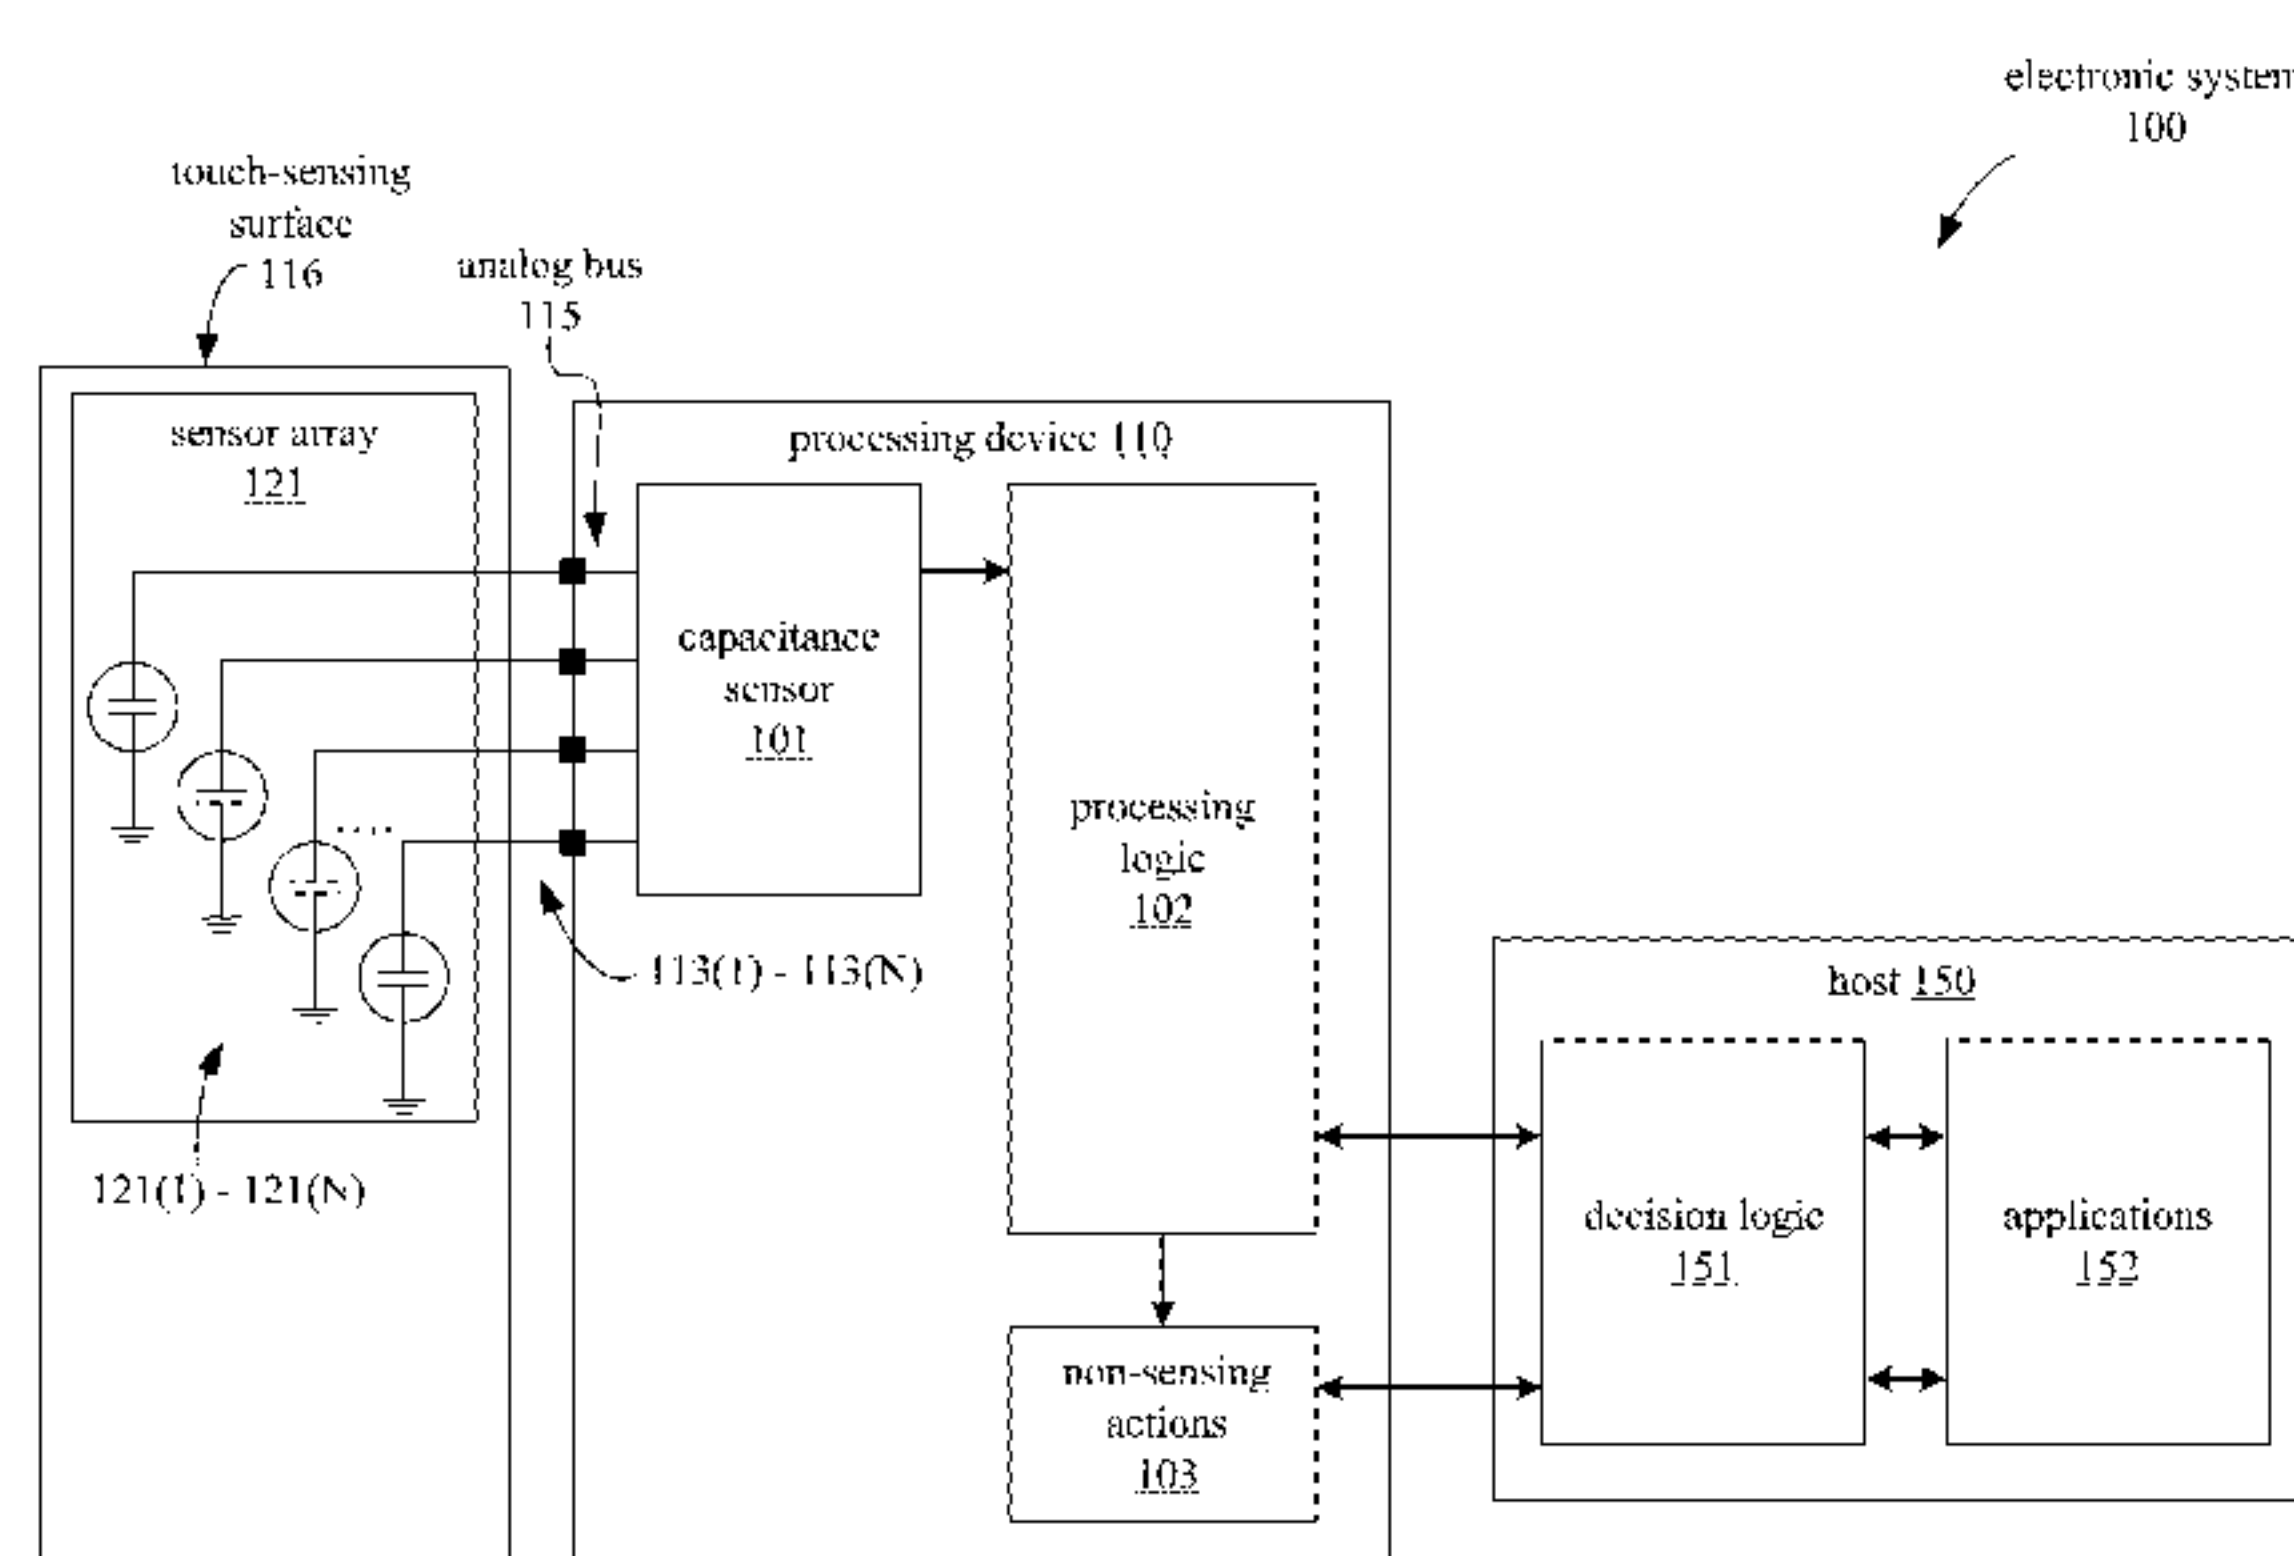 electronic system
100
touch-sensing
surface
116
analog bus
115
sensor array
121
processing device 110
capacitance
sensor
101
processing
logic
102
113(1) - 113(N)
host 150
121(1) - 121(N)
decision logic
151
applications
152
non-sensing
actions
103